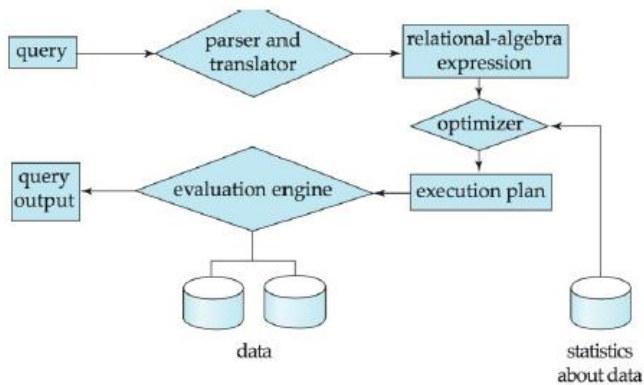 query
parser and
translator
relational-algebra
expression
optimizer
query
output
evaluation engine
execution plan
data
statistics
about data